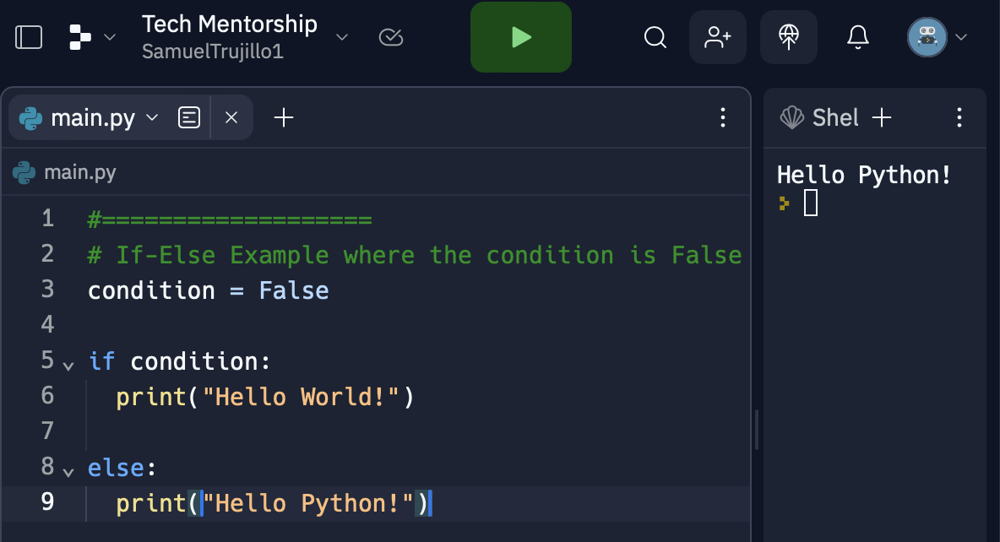 Tech Mentorship
SamuelTrujillo1
main.py
main.py
1 #===================
2 # If-Else Example where the condition is False
3 condition = False
4
5 if condition:
6   print("Hello World!")
7
8 else:
9   print("Hello Python!")
Shel
Hello Python!